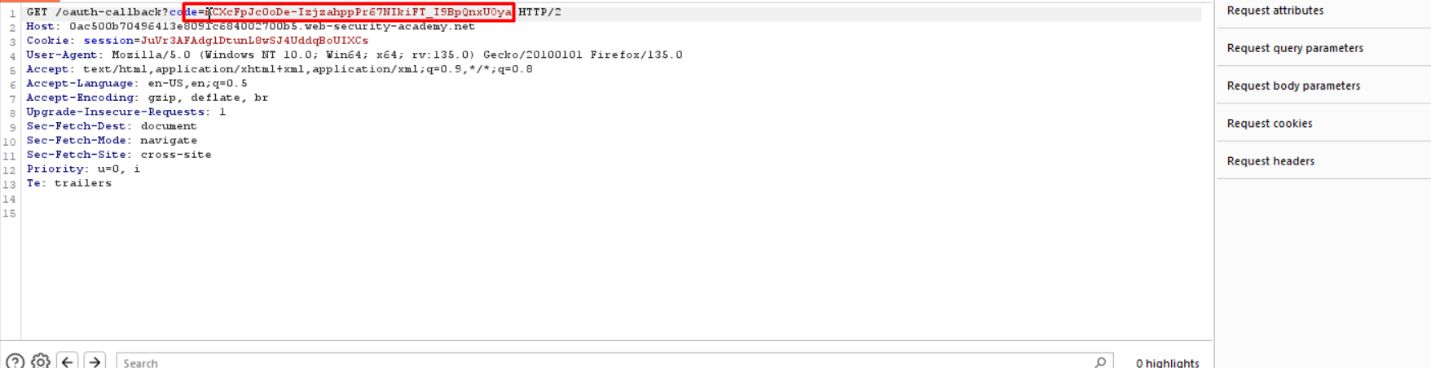 1 GET /oauth-callback?code= HTTP/2
2 Host: 0ac500b70496413e8091c684002700b5.web-security-academy.net
3 Cookie: session=JuVr3AFAdglDtunL8wSJ4UddqBoUIXCs
4 User-Agent: Mozilla/5.0 (Windows NT 10.0; Win64; x64; rv:135.0) Gecko/20100101 Firefox/135.0
5 Accept: text/html,application/xhtml+xml,application/xml;q=0.9,*/*;q=0.8
6 Accept-Language: en-US,en;q=0.5
7 Accept-Encoding: gzip, deflate, br
8 Upgrade-Insecure-Requests: 1
9 Sec-Fetch-Dest: document
10 Sec-Fetch-Mode: navigate
11 Sec-Fetch-Site: cross-site
12 Priority: u=0, i
13 Te: trailers
14
15
Request attributes
Request query parameters
Request body parameters
Request cookies
Request headers
Search
0 highlights